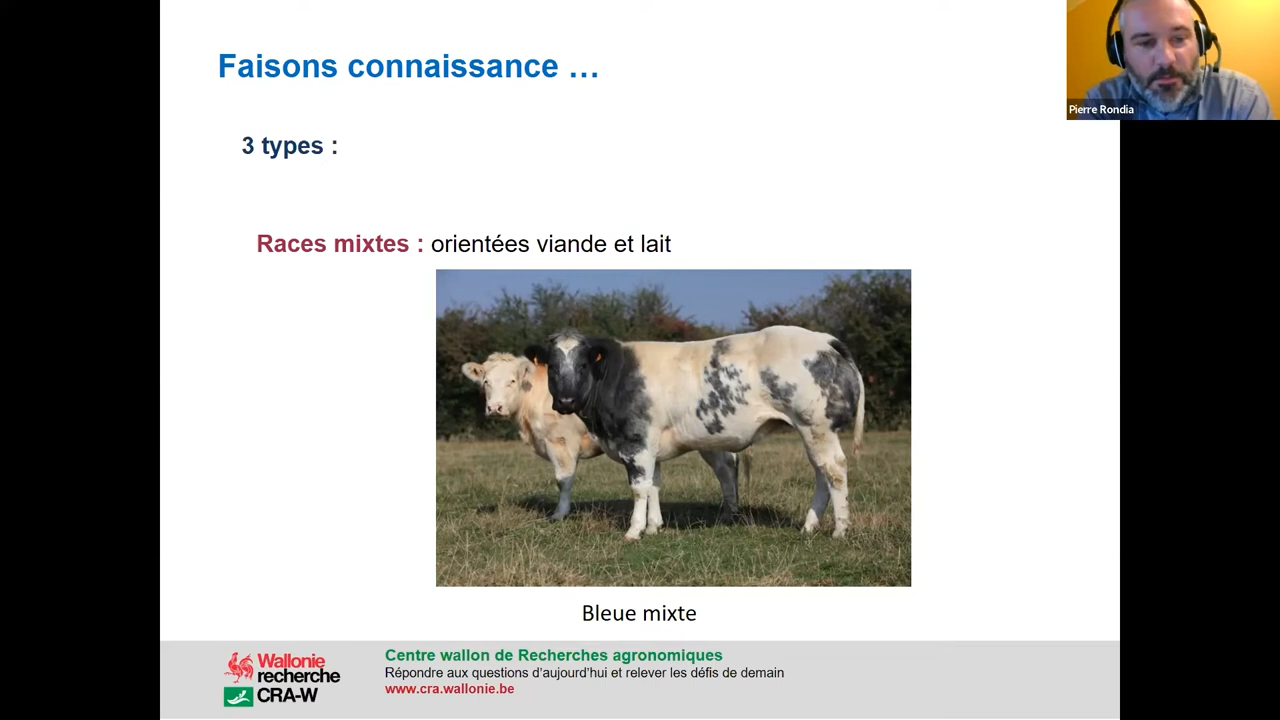 Faisons connaissance …
Pierre Rondia
3 types :
Races mixtes : orientées viande et lait
Bleue mixte
Wallonie
recherche
CRA-W
Centre wallon de Recherches agronomiques
Répondre aux questions d'aujourd'hui et relever les défis de demain
www.cra.wallonie.be